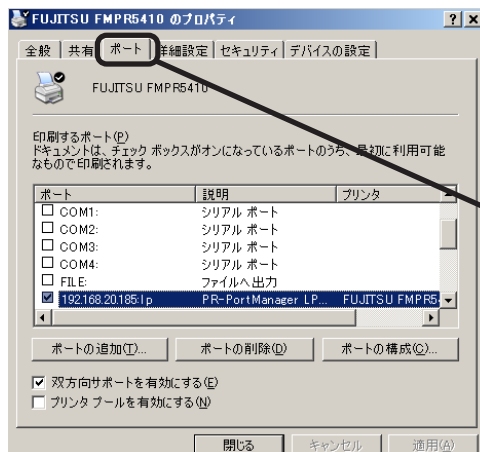 FUJITSU FMPR5410 のプロパティ
全般 共有 ポート 詳細設定 セキュリティ デバイスの設定
FUJITSU FMPR5410
印刷するポート(P)
ドキュメントは、チェック ボックスがオンになっているポートのうち、最初に利用可能
なもので印刷されます。
ポート 説明 プリンタ
COM1: シリアル ポート
COM2: シリアル ポート
COM3: シリアル ポート
COM4: シリアル ポート
FILE: ファイルへ出力
192.168.20.185:lp PR-PortManager LP... FUJITSU FMPR5
ポートの追加(T)... ポートの削除(D) ポートの構成(C)...
双方向サポートを有効にする(E)
プリンタ プールを有効にする(N)
閉じる キャンセル 適用(A)